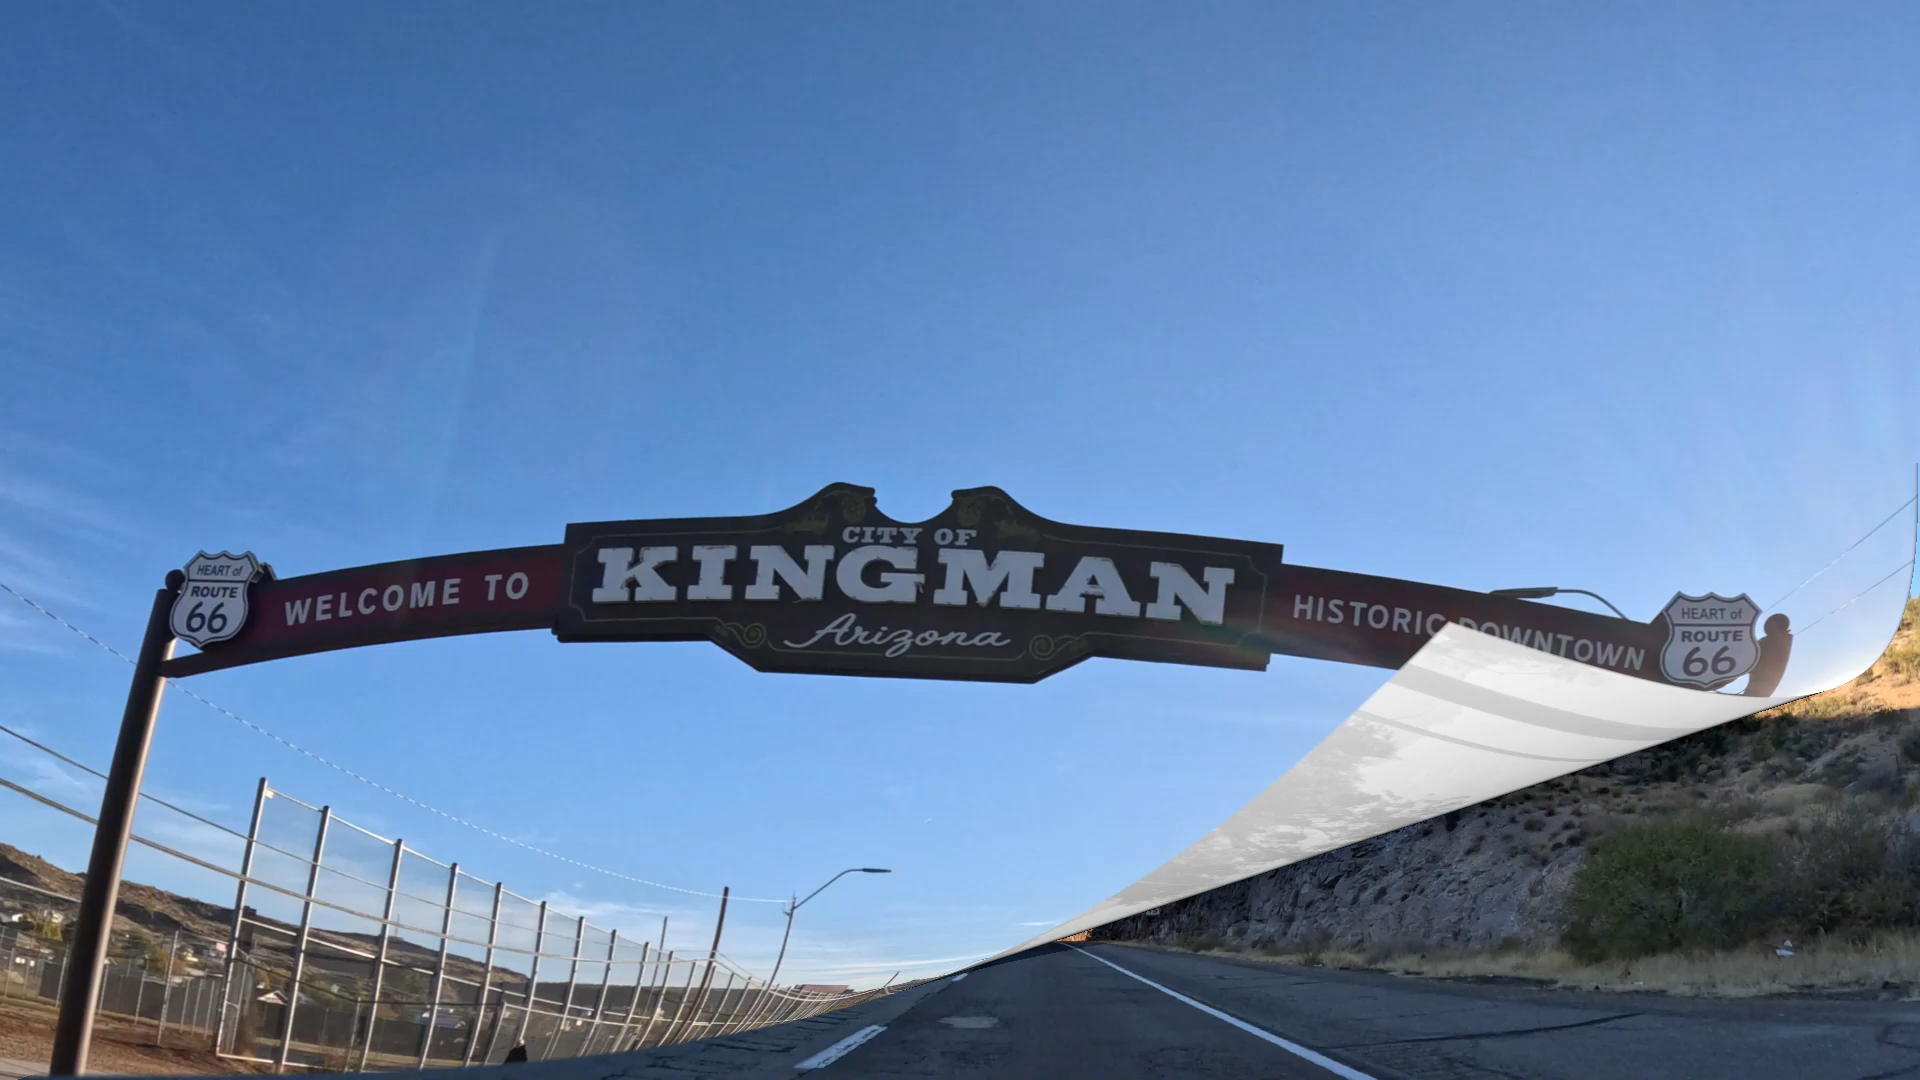 HEART of
ROUTE
66
WELCOME TO
CITY OF
KINGMAN
Arizona
HISTORIC DOWNTOWN
HEART of
ROUTE
66